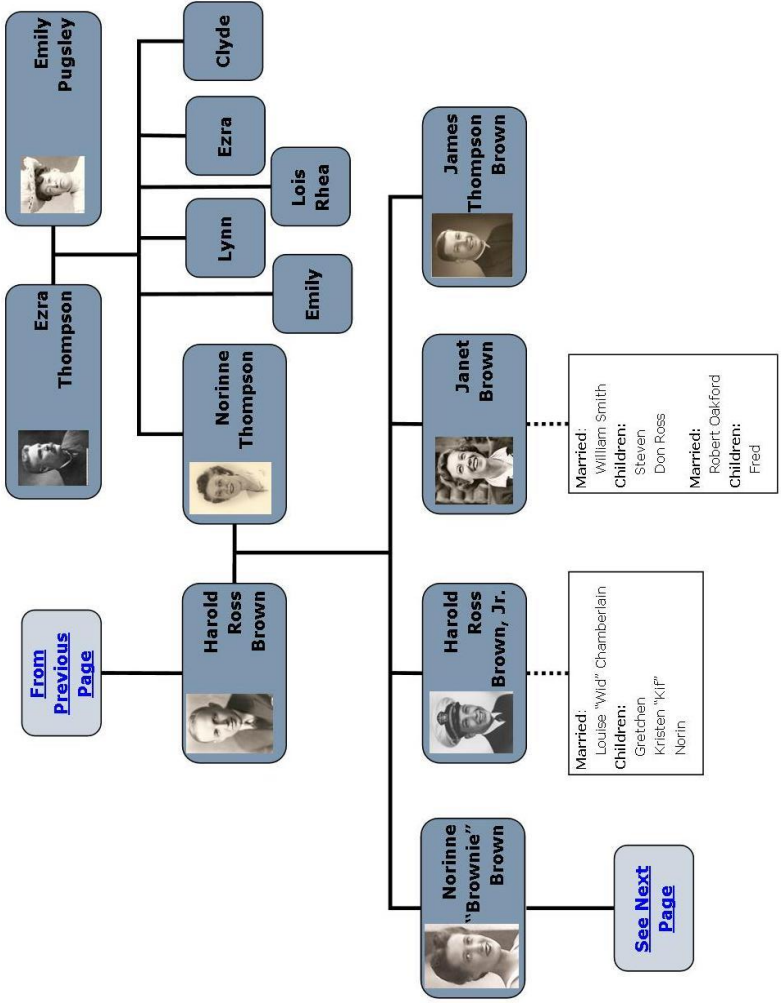 Ezra
Thompson
Emily
Pugsley
From
Previous
Page
Harold
Ross
Brown
Norinne
Thompson
Emily
Lynn
Lois
Rhea
Ezra
Clyde
Norinne
“Brownie”
Brown
Harold
Ross
Brown, Jr.
Janet
Brown
James
Thompson
Brown
See Next
Page
Married:
Louise “Wid” Chamberlain
Children:
Gretchen
Kristen “Kif”
Norin
Married:
William Smith
Children:
Steven
Don Ross
Married:
Robert Oakford
Children:
Fred